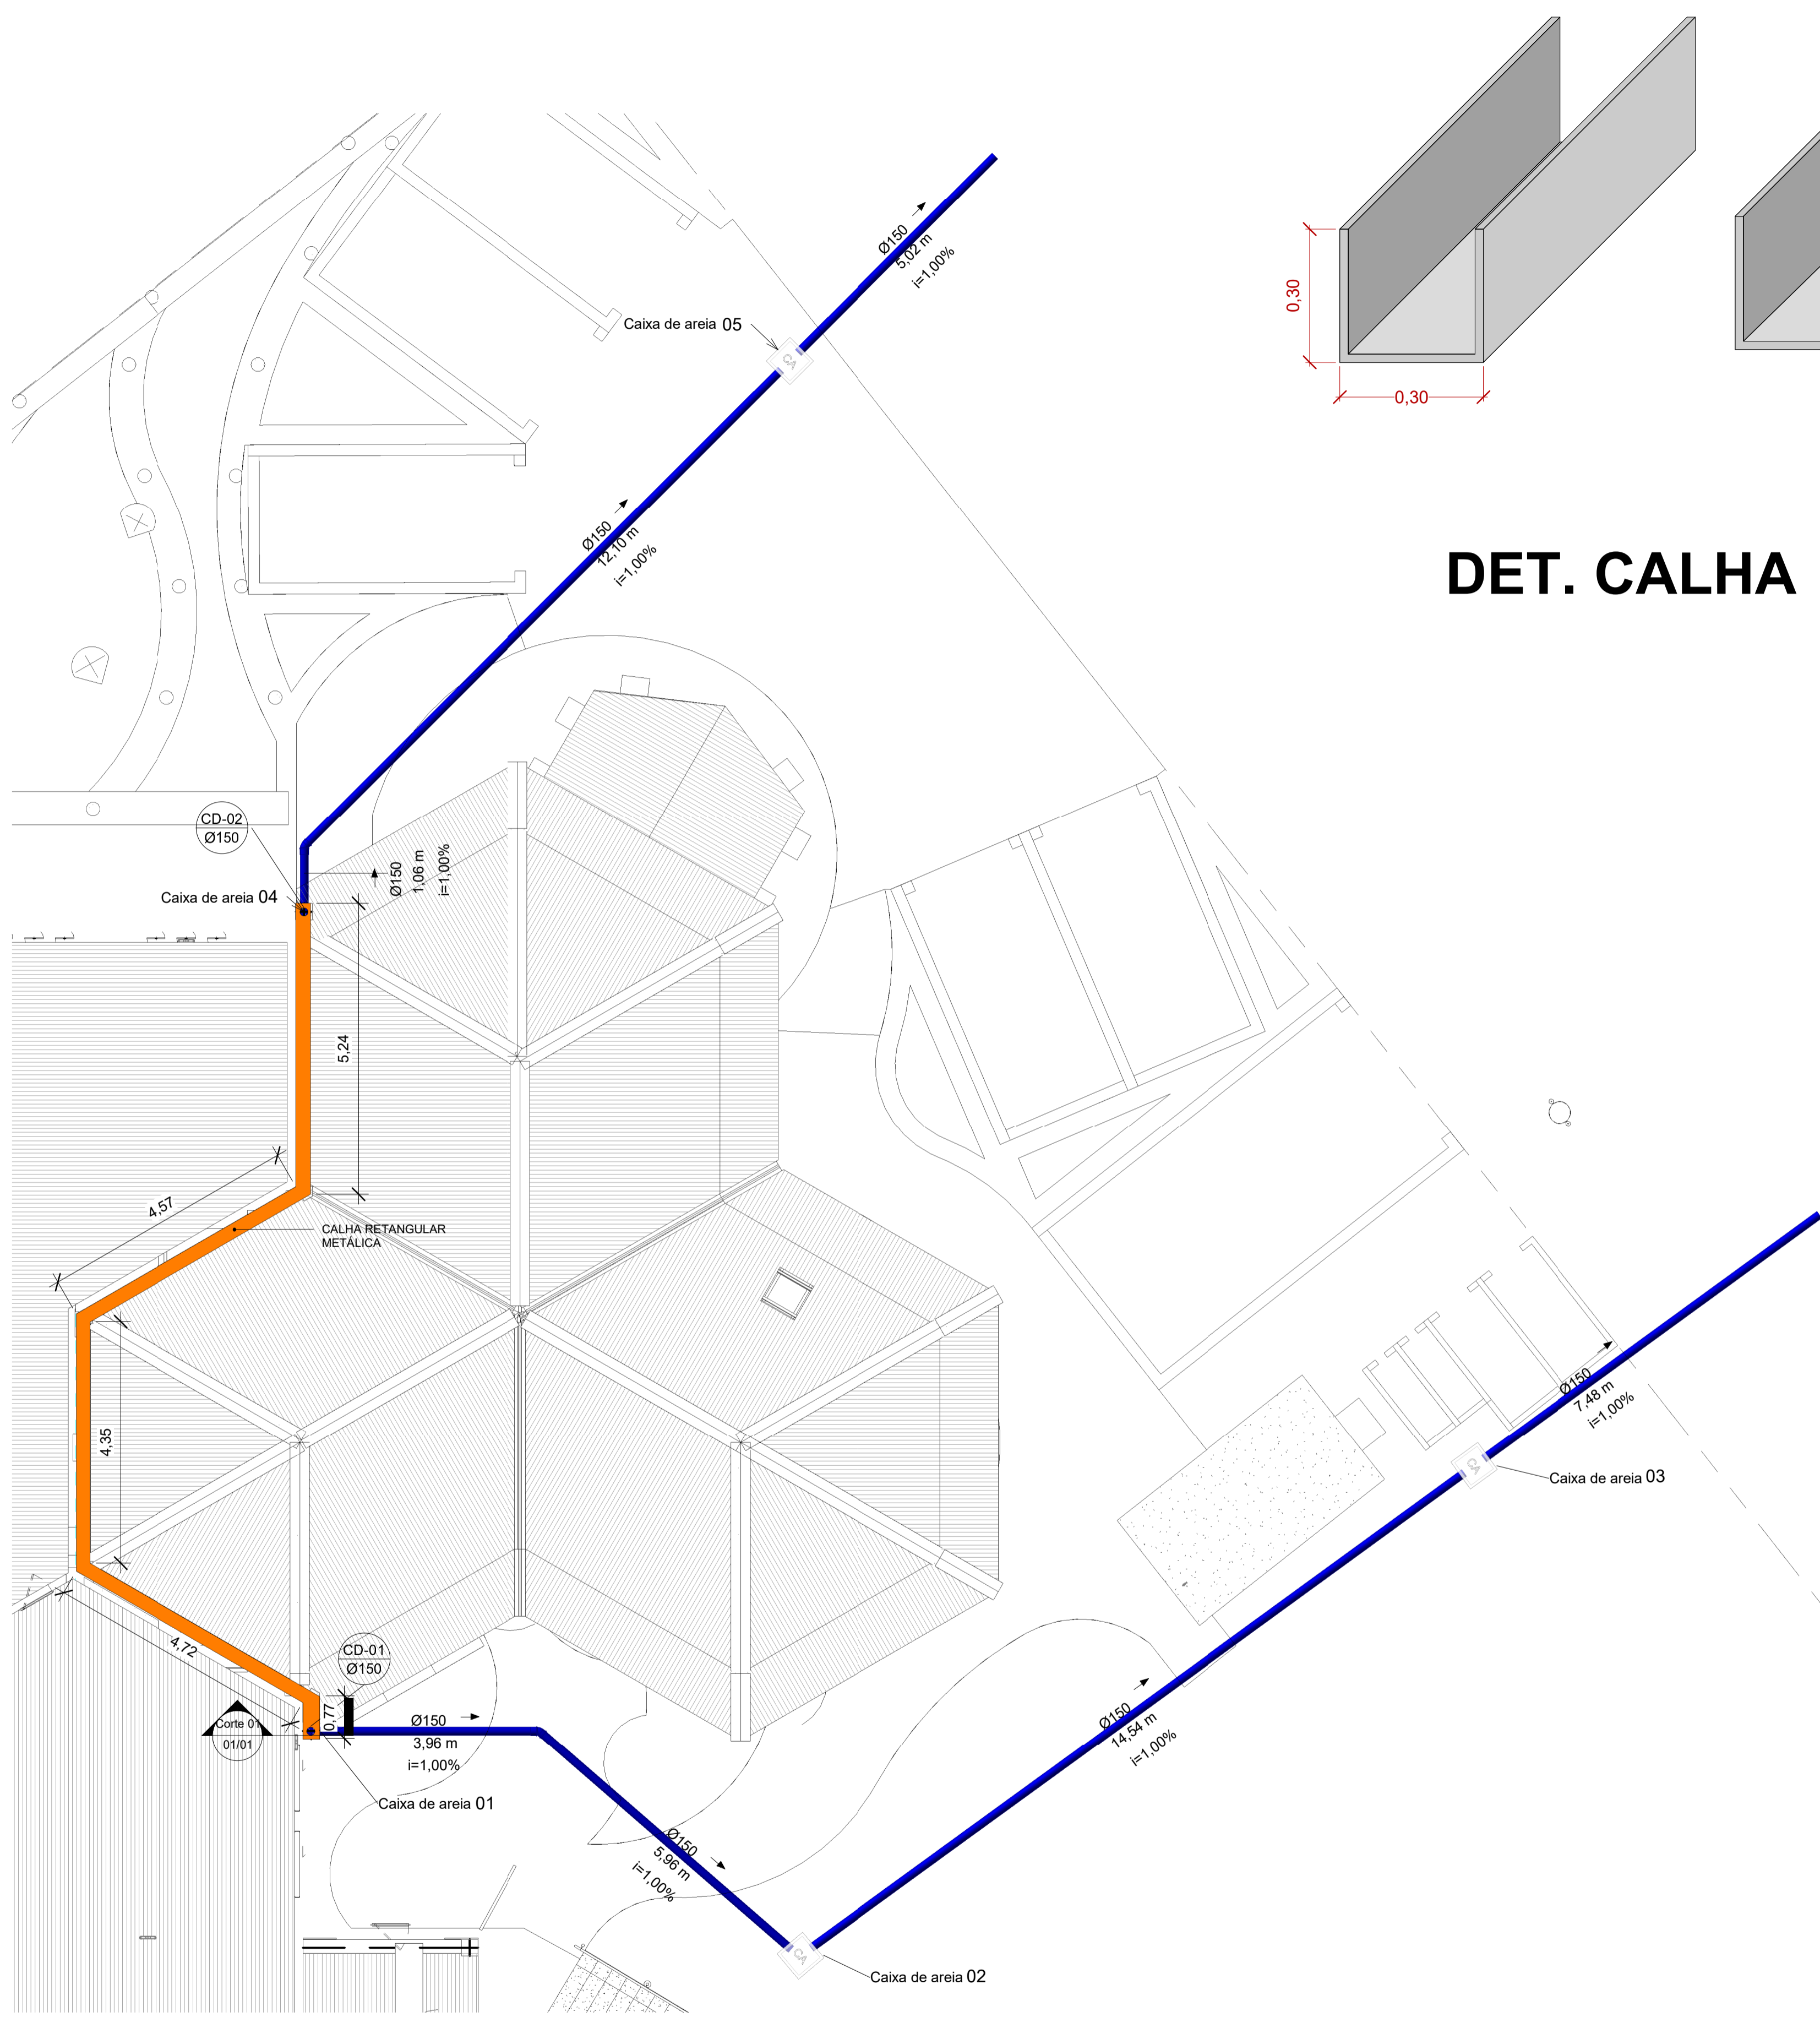 Ø150
5,02 m
i=1,00%
Caixa de areia 05
CA
0,30
0,30
DET. CALHA
Ø150
12,10 m
i=1,00%
CD-02
Ø150
Caixa de areia 04
Ø150
1,06 m
i=1,00%
5,24
4,57
CALHA RETANGULAR
METÁLICA
4,35
4,72
CD-01
Ø150
0,77
Corte 01
01/01
Ø150
3,96 m
i=1,00%
Caixa de areia 01
Ø150
5,96 m
i=1,00%
CA
Caixa de areia 02
Ø150
14,54 m
i=1,00%
CA
Caixa de areia 03
Ø150
7,48 m
i=1,00%